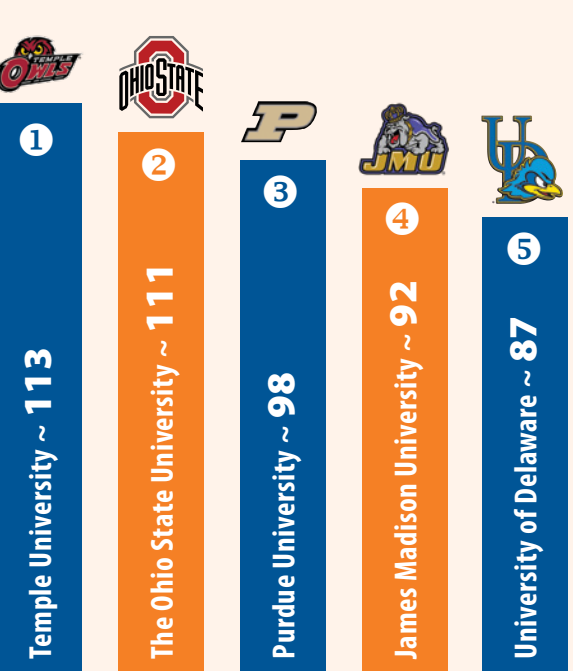 TEMPLE
OWLS
1
Temple University ~ 113
OHIO STATE
2
The Ohio State University ~ 111
P
3
Purdue University ~ 98
JMU
4
James Madison University ~ 92
UD
5
University of Delaware ~ 87